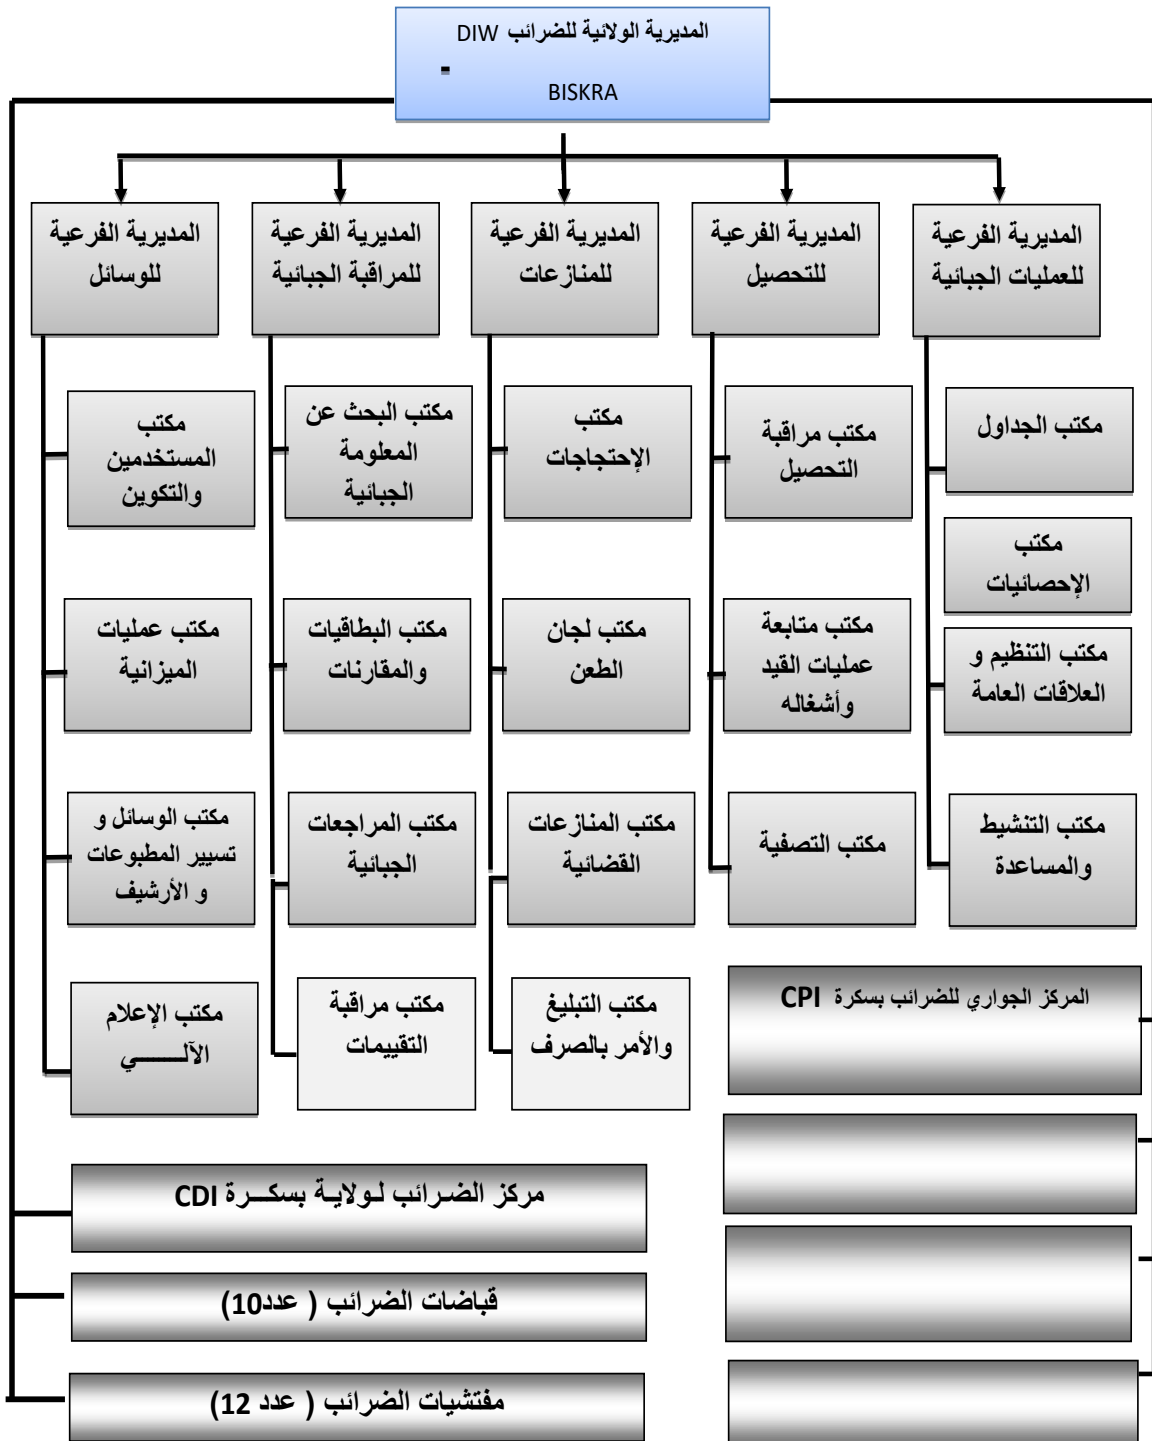 المديرية الولائية للضرائب DIW
-
BISKRA
المديرية الفرعية
للعمليات الجبائية
المديرية الفرعية
للتحصيل
المديرية الفرعية
للمنازعات
المديرية الفرعية
للمراقبة الجبائية
المديرية الفرعية
للوسائل
مكتب الجداول
مكتب
الإحصائيات
مكتب التنظيم و
العلاقات العامة
مكتب التنشيط
والمساعدة
مكتب مراقبة
التحصيل
مكتب متابعة
عمليات القيد
وأشغاله
مكتب التصفية
مكتب
الإحتجاجات
مكتب لجان
الطعن
مكتب المنازعات
القضائية
مكتب التبليغ
والأمر بالصرف
مكتب البحث عن
المعلومة
الجبائية
مكتب البطاقيات
والمقارنات
مكتب المراجعات
الجبائية
مكتب مراقبة
التقييمات
مكتب
المستخدمين
والتكوين
مكتب عمليات
الميزانية
مكتب الوسائل و
تسيير المطبوعات
و الأرشيف
مكتب الإعلام
الآلـــــــي
المركز الجواري للضرائب بسكرة CPI
مركز الضرائب لـولايـة بسكـــرة CDI
قباضات الضرائب ( عدد10)
مفتشيات الضرائب ( عدد 12)